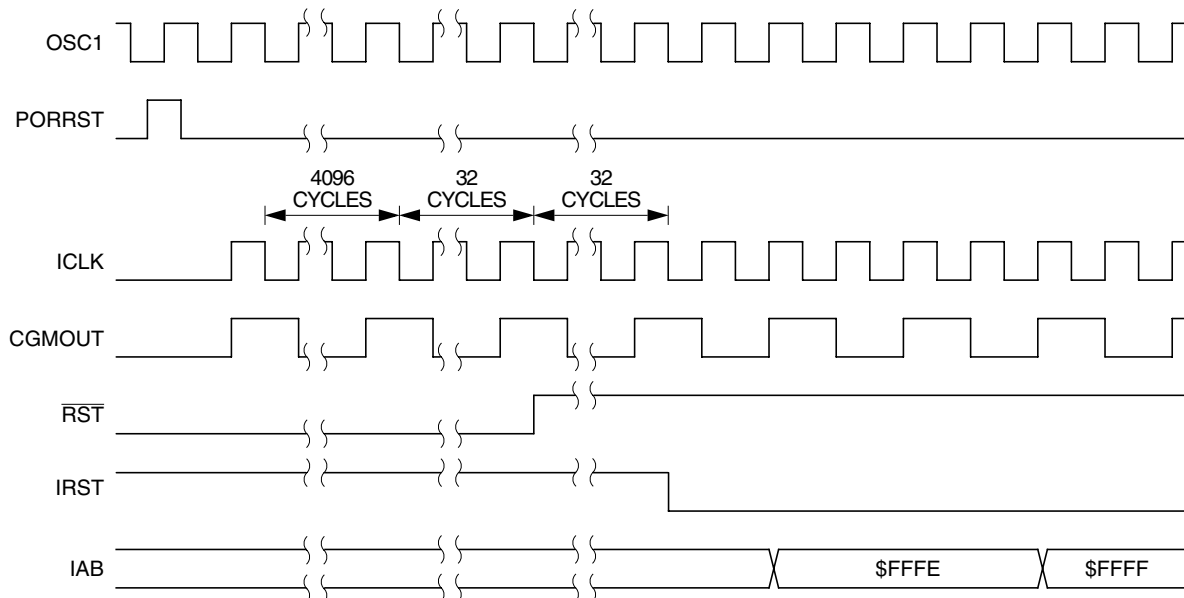 OSC1
PORRST
4096
CYCLES
32
CYCLES
32
CYCLES
ICLK
CGMOUT
RST
IRST
IAB
$FFFE
$FFFF